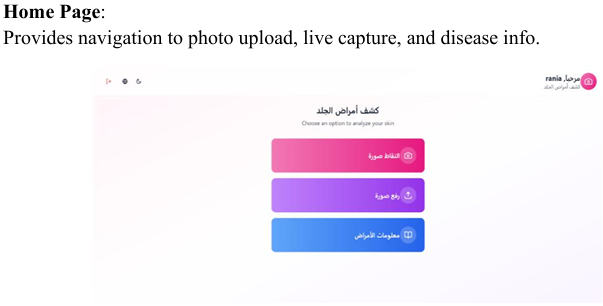 Home Page:
Provides navigation to photo upload, live capture, and disease info.
مرحبا, rania
كشف أمراض الجلد
كشف أمراض الجلد
Choose an option to analyze your skin
التقاط صورة
رفع صورة
معلومات الأمراض